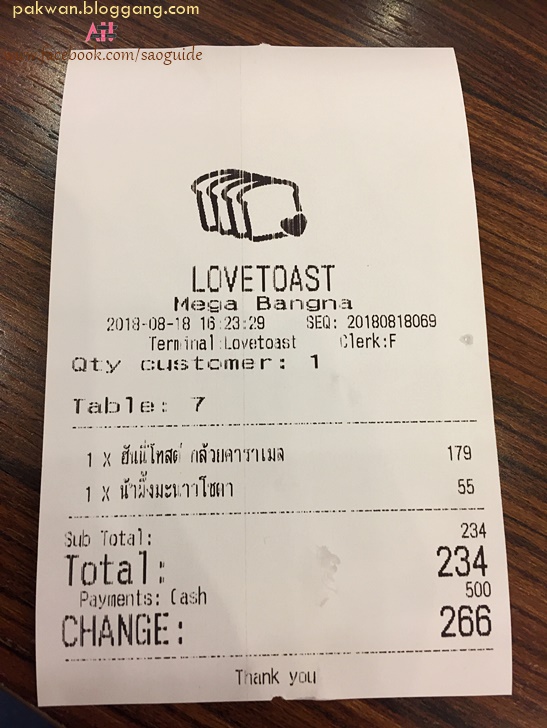 pakwan.bloggang.com
Art
.facebook.com/saoguide
LOVETOAST
Mega Bangna
2018-08-18 16:23:29 SEQ: 20180818069
Terminal:Lovetoast Clerk:F
Qty customer: 1
Table: 7
1 X ฮันนี่โทสต์ กล้วยคาราเมล 179
1 X น้ำผึ้งมะนาวโซดา 55
Sub Total: 234
Total: 234
Payments: Cash 500
CHANGE: 266
Thank you